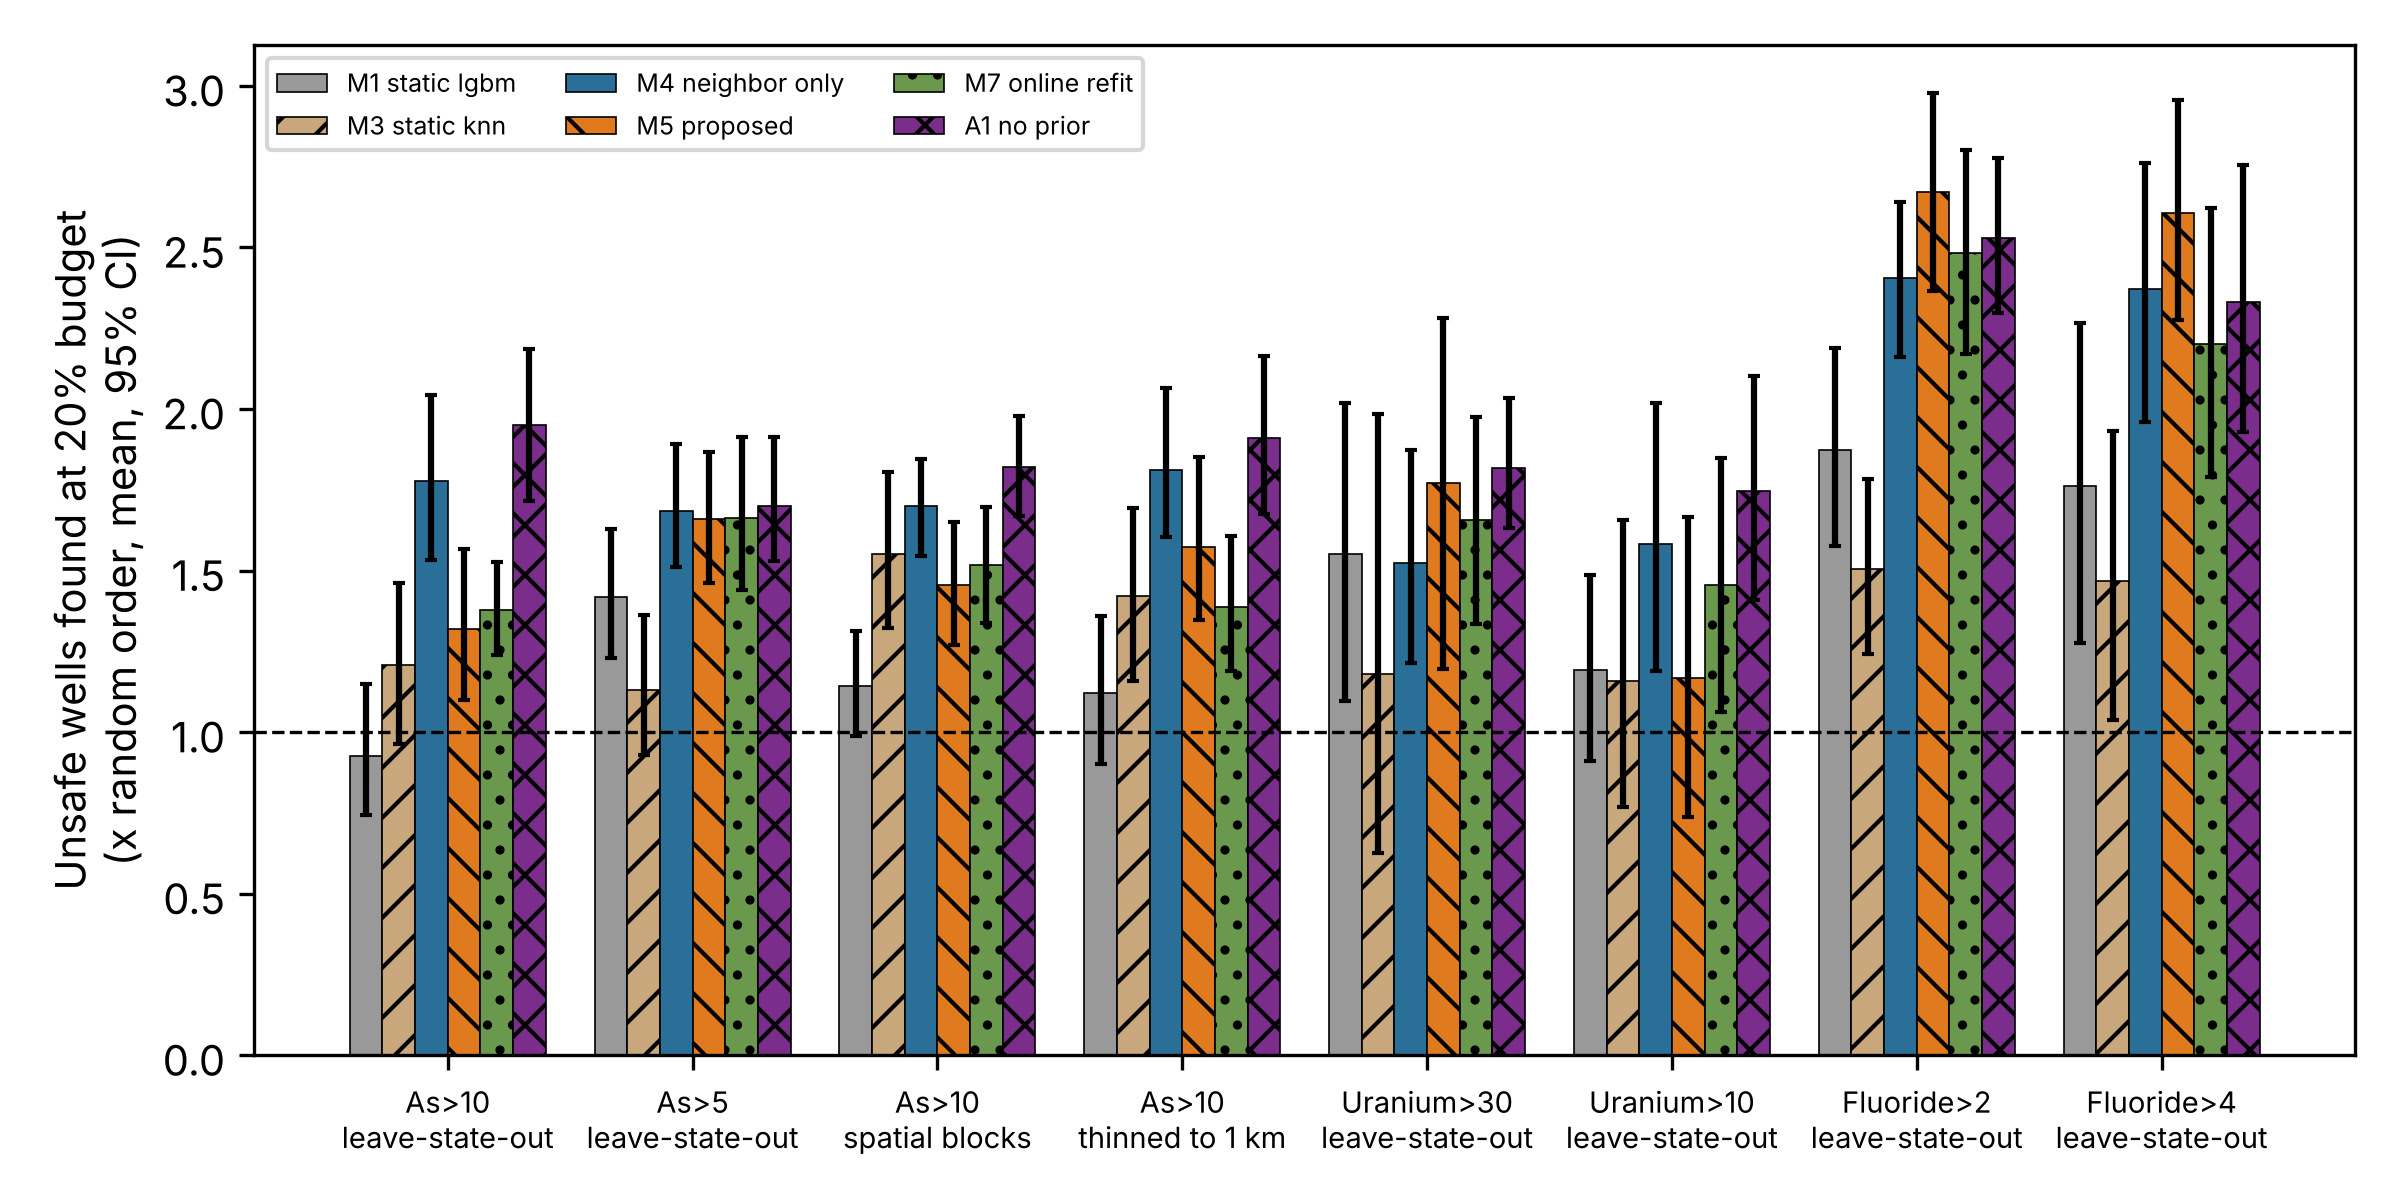 Unsafe wells found at 20% budget
(x random order, mean, 95% CI)
3.0
2.5
2.0
1.5
1.0
0.5
0.0
M1 static lgbm
M3 static knn
M4 neighbor only
M5 proposed
M7 online refit
A1 no prior
As>10
leave-state-out
As>5
leave-state-out
As>10
spatial blocks
As>10
thinned to 1 km
Uranium>30
leave-state-out
Uranium>10
leave-state-out
Fluoride>2
leave-state-out
Fluoride>4
leave-state-out